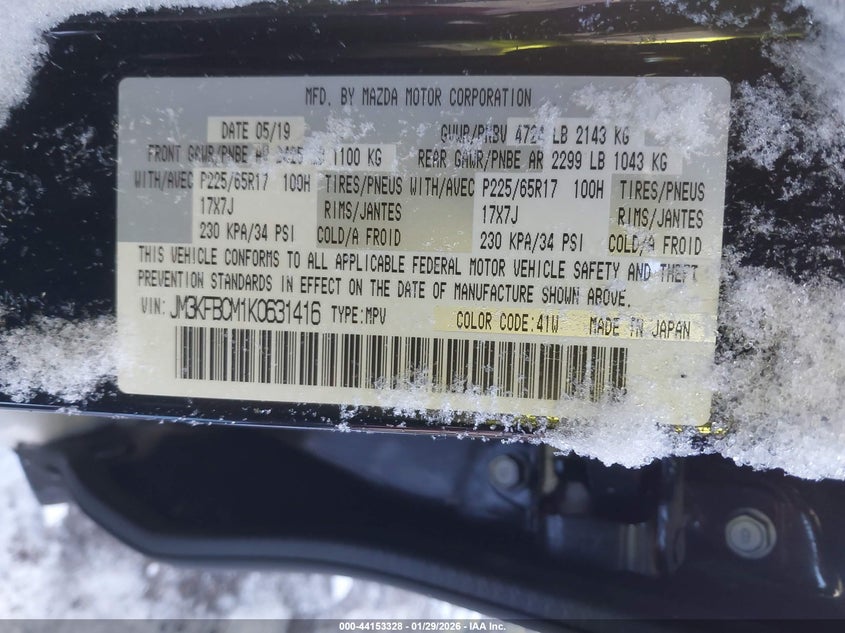 MFD. BY MAZDA MOTOR CORPORATION
DATE 05/19 GVWR/PNBV 4724 LB 2143 KG
FRONT GAWR/PNBE AV 2425 LB 1100 KG REAR GAWR/PNBE AR 2299 LB 1043 KG
WITH/AVEC P225/65R17 100H TIRES/PNEUS WITH/AVEC P225/65R17 100H TIRES/PNEUS
17X7J RIMS/JANTES 17X7J RIMS/JANTES
230 KPA/34 PSI COLD/A FROID 230 KPA/34 PSI COLD/A FROID
THIS VEHICLE CONFORMS TO ALL APPLICABLE FEDERAL MOTOR VEHICLE SAFETY AND THEFT
PREVENTION STANDARDS IN EFFECT ON THE DATE OF MANUFACTURE SHOWN ABOVE.
VIN: JM3KFBCM1K0631416 TYPE:MPV COLOR CODE:41W MADE IN JAPAN
000-44153328 - 01/29/2026 - IAA Inc.